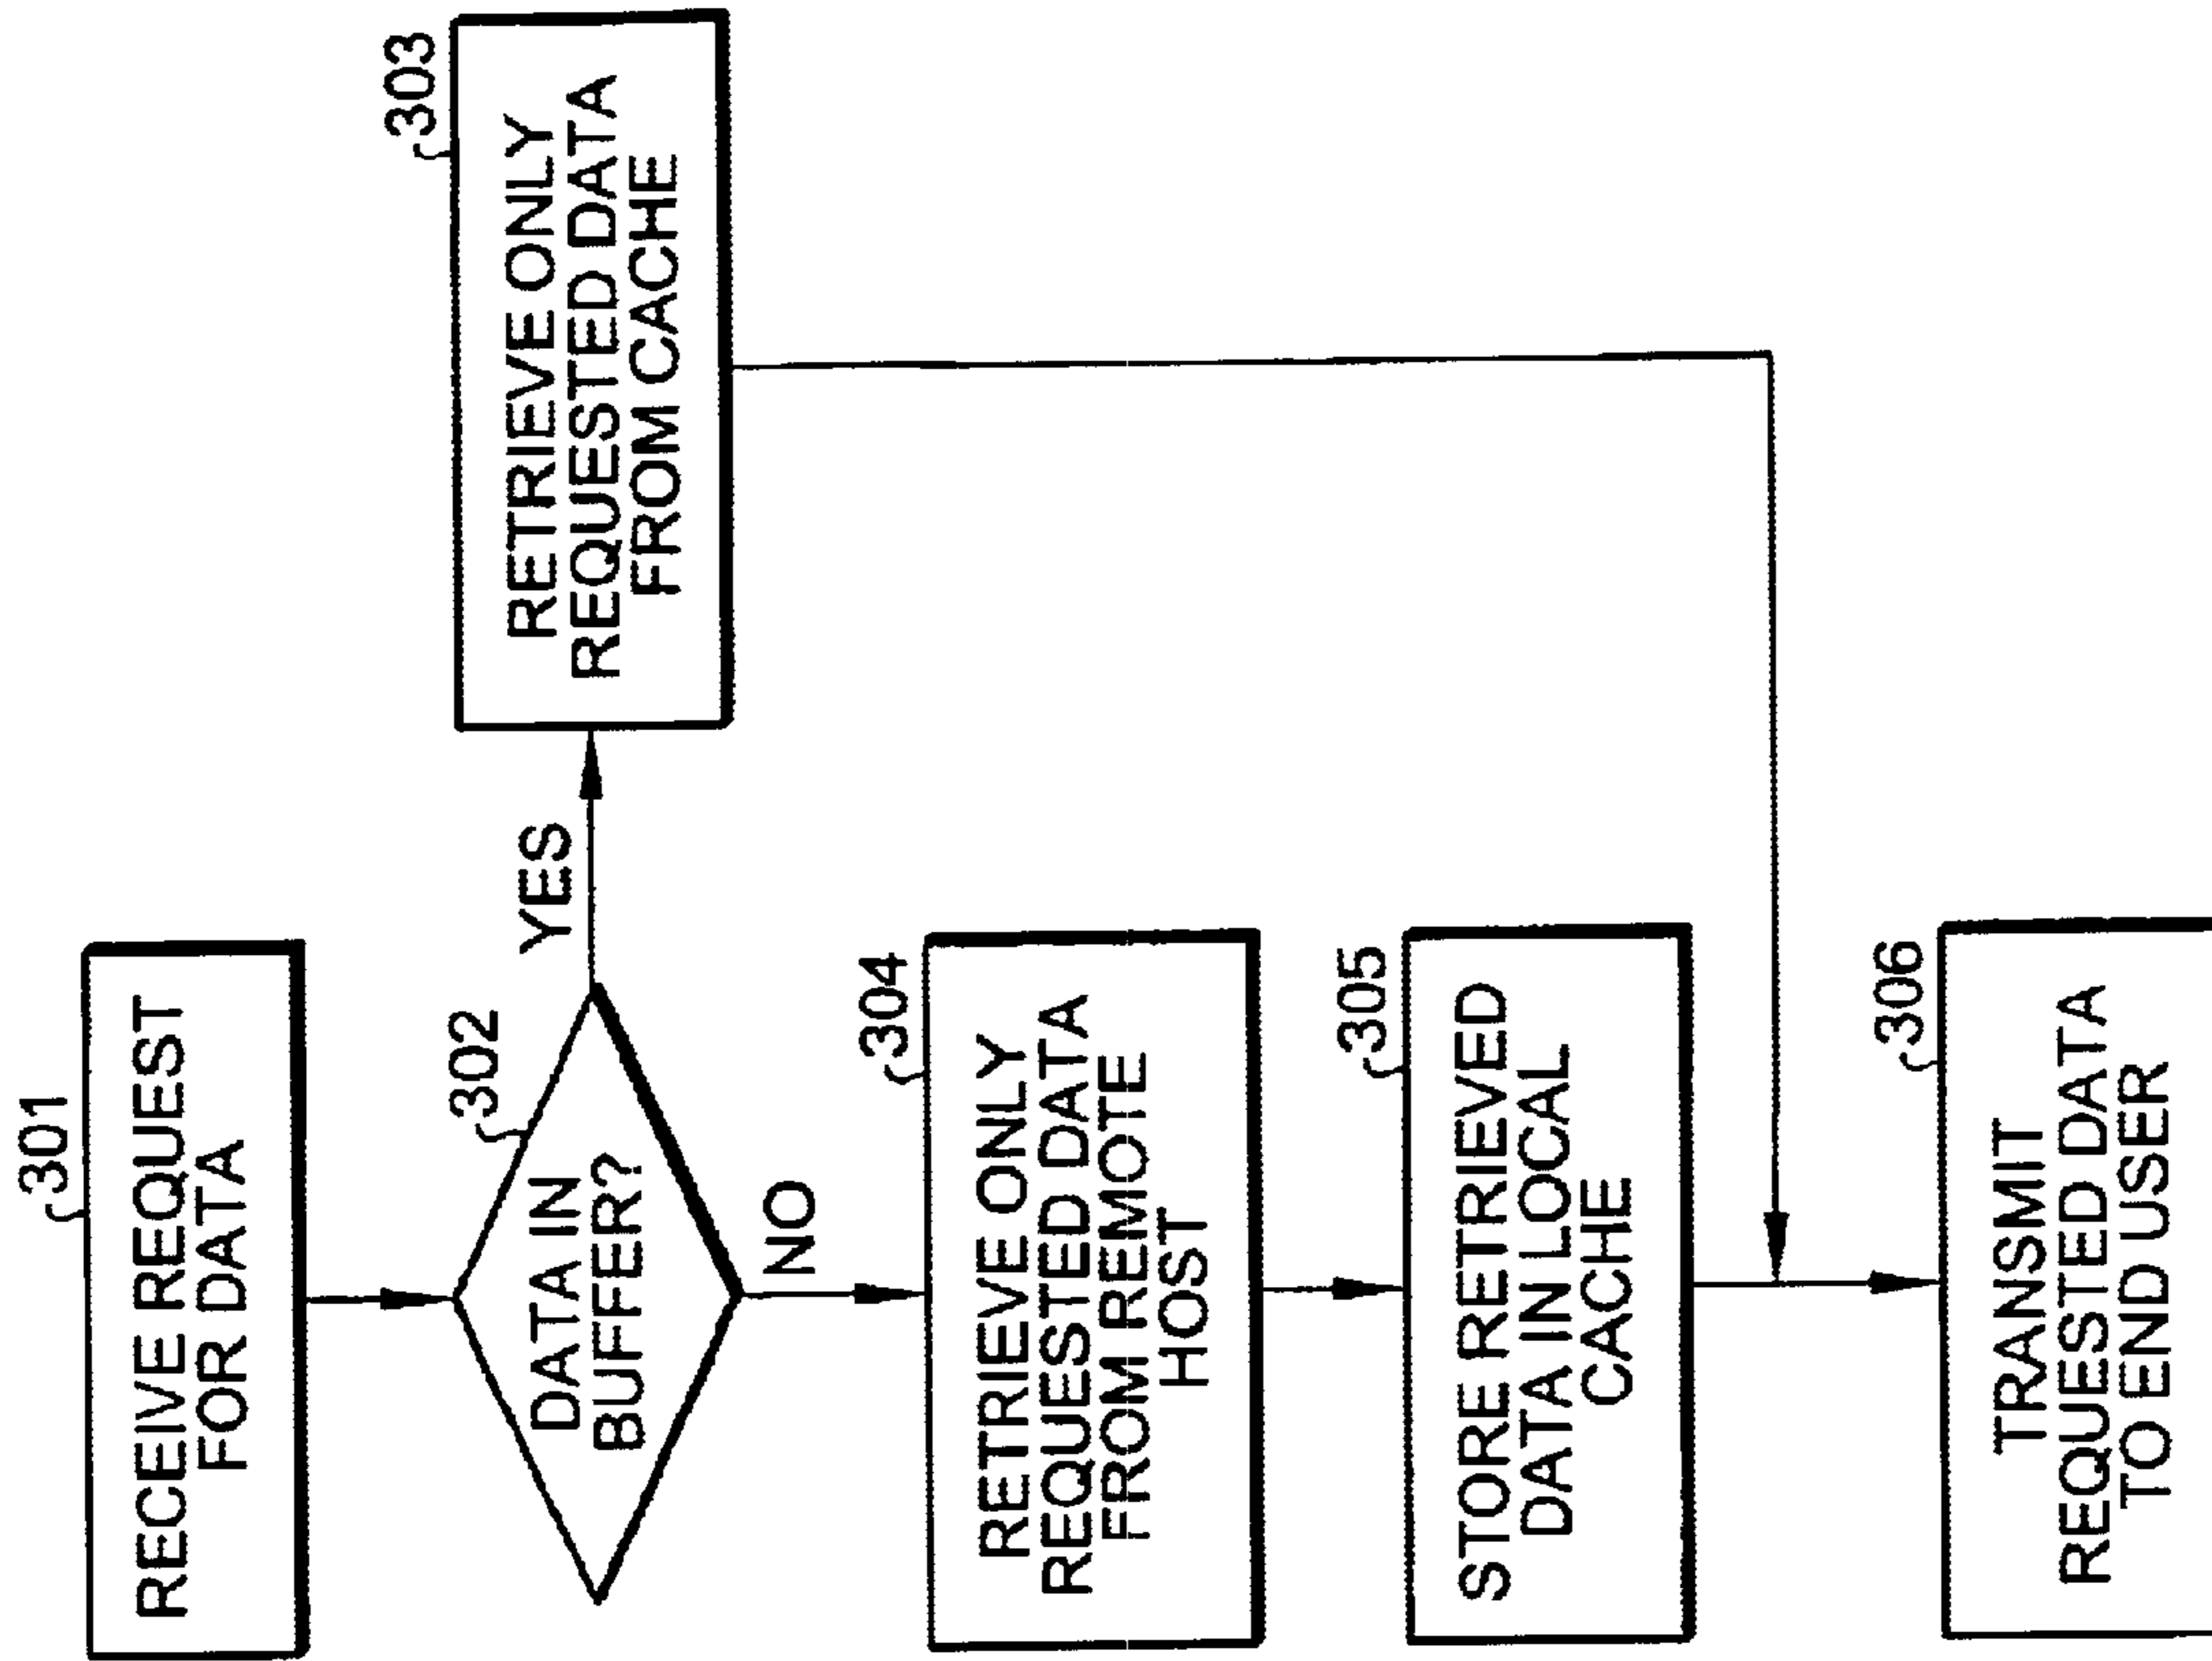 301
RECEIVE REQUEST
FOR DATA
302
DATA IN
BUFFER?
YES
303
RETRIEVE ONLY
REQUESTED DATA
FROM CACHE
NO
304
RETRIEVE ONLY
REQUESTED DATA
FROM REMOTE
HOST
305
STORE RETRIEVED
DATA IN LOCAL
CACHE
306
TRANSMIT
REQUESTED DATA
TO END USER